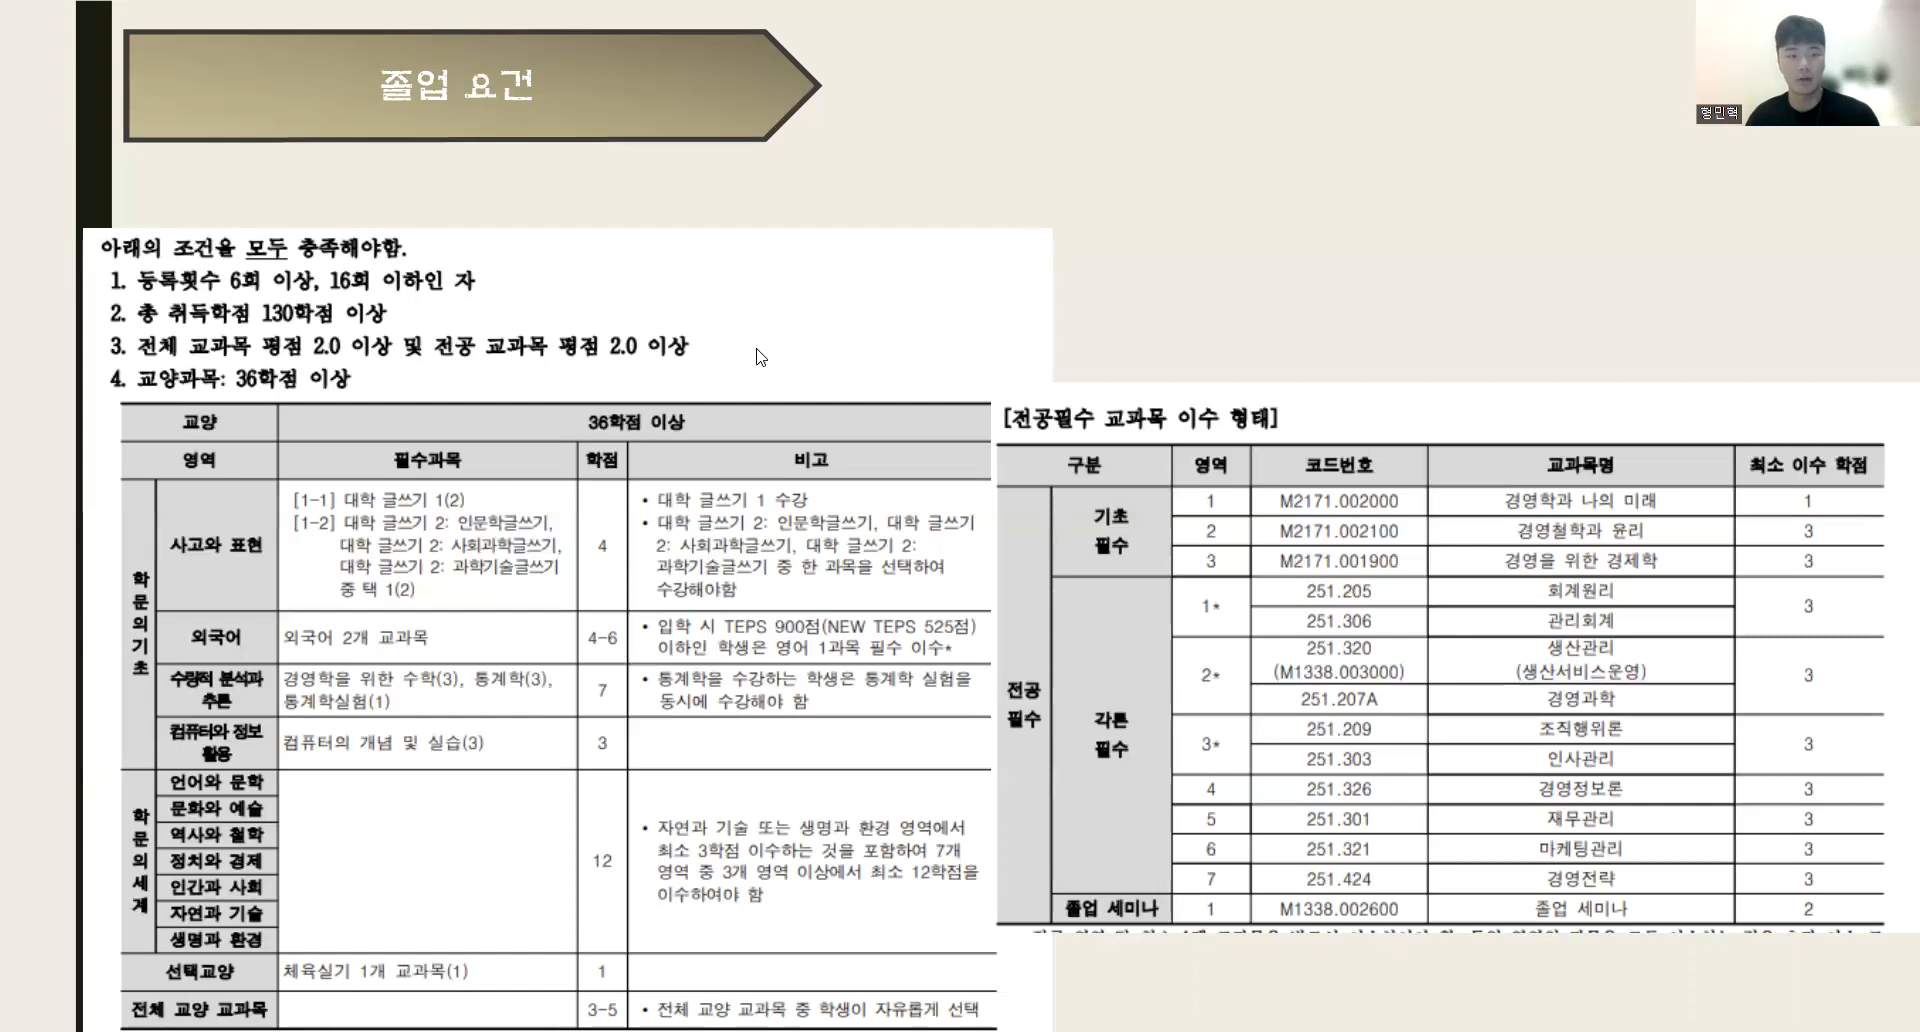 졸업 요건
형민혁
아래의 조건을 모두 충족해야함.
1. 등록횟수 6회 이상, 16회 이하인 자
2. 총 취득학점 130학점 이상
3. 전체 교과목 평점 2.0 이상 및 전공 교과목 평점 2.0 이상
4. 교양과목: 36학점 이상
교양 36학점 이상
영역 필수과목 학점 비고
학문의 기초
사고와 표현
[1-1] 대학 글쓰기 1(2)
[1-2] 대학 글쓰기 2: 인문학글쓰기,
대학 글쓰기 2: 사회과학글쓰기,
대학 글쓰기 2: 과학기술글쓰기
중 택 1(2)
4
• 대학 글쓰기 1 수강
• 대학 글쓰기 2: 인문학글쓰기, 대학 글쓰기
2: 사회과학글쓰기, 대학 글쓰기 2:
과학기술글쓰기 중 한 과목을 선택하여
수강해야함
외국어
외국어 2개 교과목
4-6
• 입학 시 TEPS 900점(NEW TEPS 525점)
이하인 학생은 영어 1과목 필수 이수*
수량적 분석과
추론
경영학을 위한 수학(3), 통계학(3),
통계학실험(1)
7
• 통계학을 수강하는 학생은 통계학 실험을
동시에 수강해야 함
컴퓨터와 정보
활용
컴퓨터의 개념 및 실습(3)
3
학문의 세계
언어와 문학
문화와 예술
역사와 철학
정치와 경제
인간과 사회
자연과 기술
생명과 환경
12
• 자연과 기술 또는 생명과 환경 영역에서
최소 3학점 이수하는 것을 포함하여 7개
영역 중 3개 영역 이상에서 최소 12학점을
이수하여야 함
선택교양 체육실기 1개 교과목(1) 1
전체 교양 교과목 3-5 • 전체 교양 교과목 중 학생이 자유롭게 선택
[전공필수 교과목 이수 형태]
구분 영역 코드번호 교과목명 최소 이수 학점
전공
필수
기초
필수
1 M2171.002000 경영학과 나의 미래 1
2 M2171.002100 경영철학과 윤리 3
3 M2171.001900 경영을 위한 경제학 3
각론
필수
1* 251.205 회계원리 3
251.306 관리회계
2* 251.320 생산관리 3
(M1338.003000) (생산서비스운영)
251.207A 경영과학
3* 251.209 조직행위론 3
251.303 인사관리
4 251.326 경영정보론 3
5 251.301 재무관리 3
6 251.321 마케팅관리 3
7 251.424 경영전략 3
졸업 세미나 1 M1338.002600 졸업 세미나 2